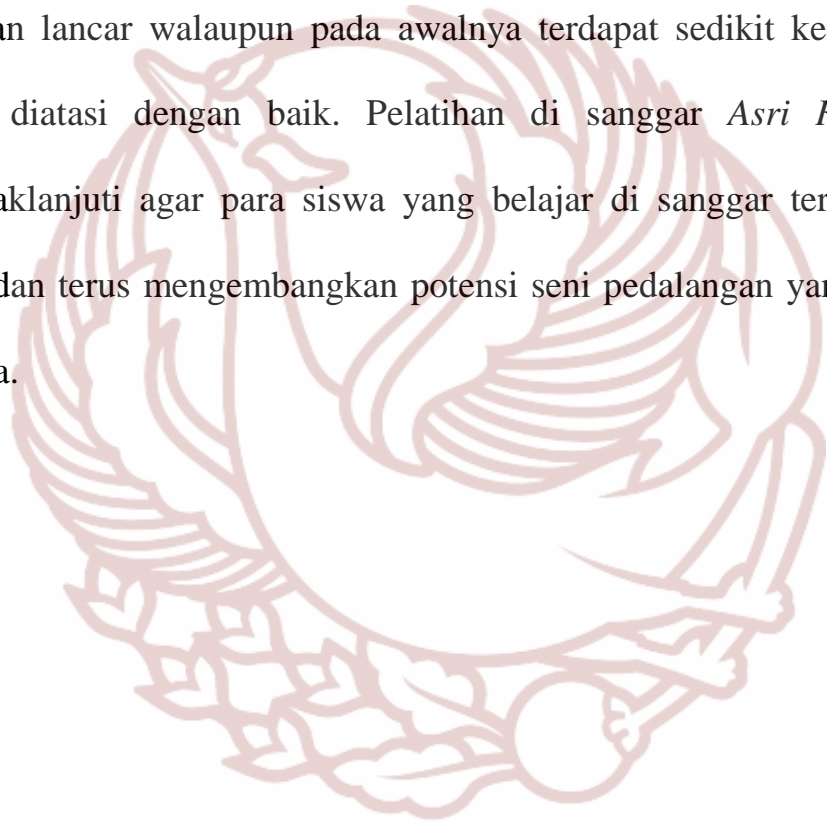 an lancar walaupun pada awalnya terdapat sedikit ke
diatasi dengan baik. Pelatihan di sanggar Asri
aklanjuti agar para siswa yang belajar di sanggar ter
dan terus mengembangkan potensi seni pedalangan yan
a.